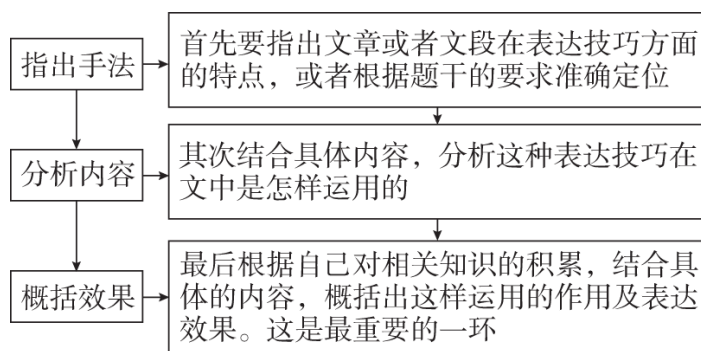 指出手法
首先要指出文章或者文段在表达技巧方面
的特点，或者根据题干的要求准确定位
分析内容
其次结合具体内容，分析这种表达技巧在
文中是怎样运用的
概括效果
最后根据自己对相关知识的积累，结合具
体的内容，概括出这样运用的作用及表达
效果。这是最重要的一环